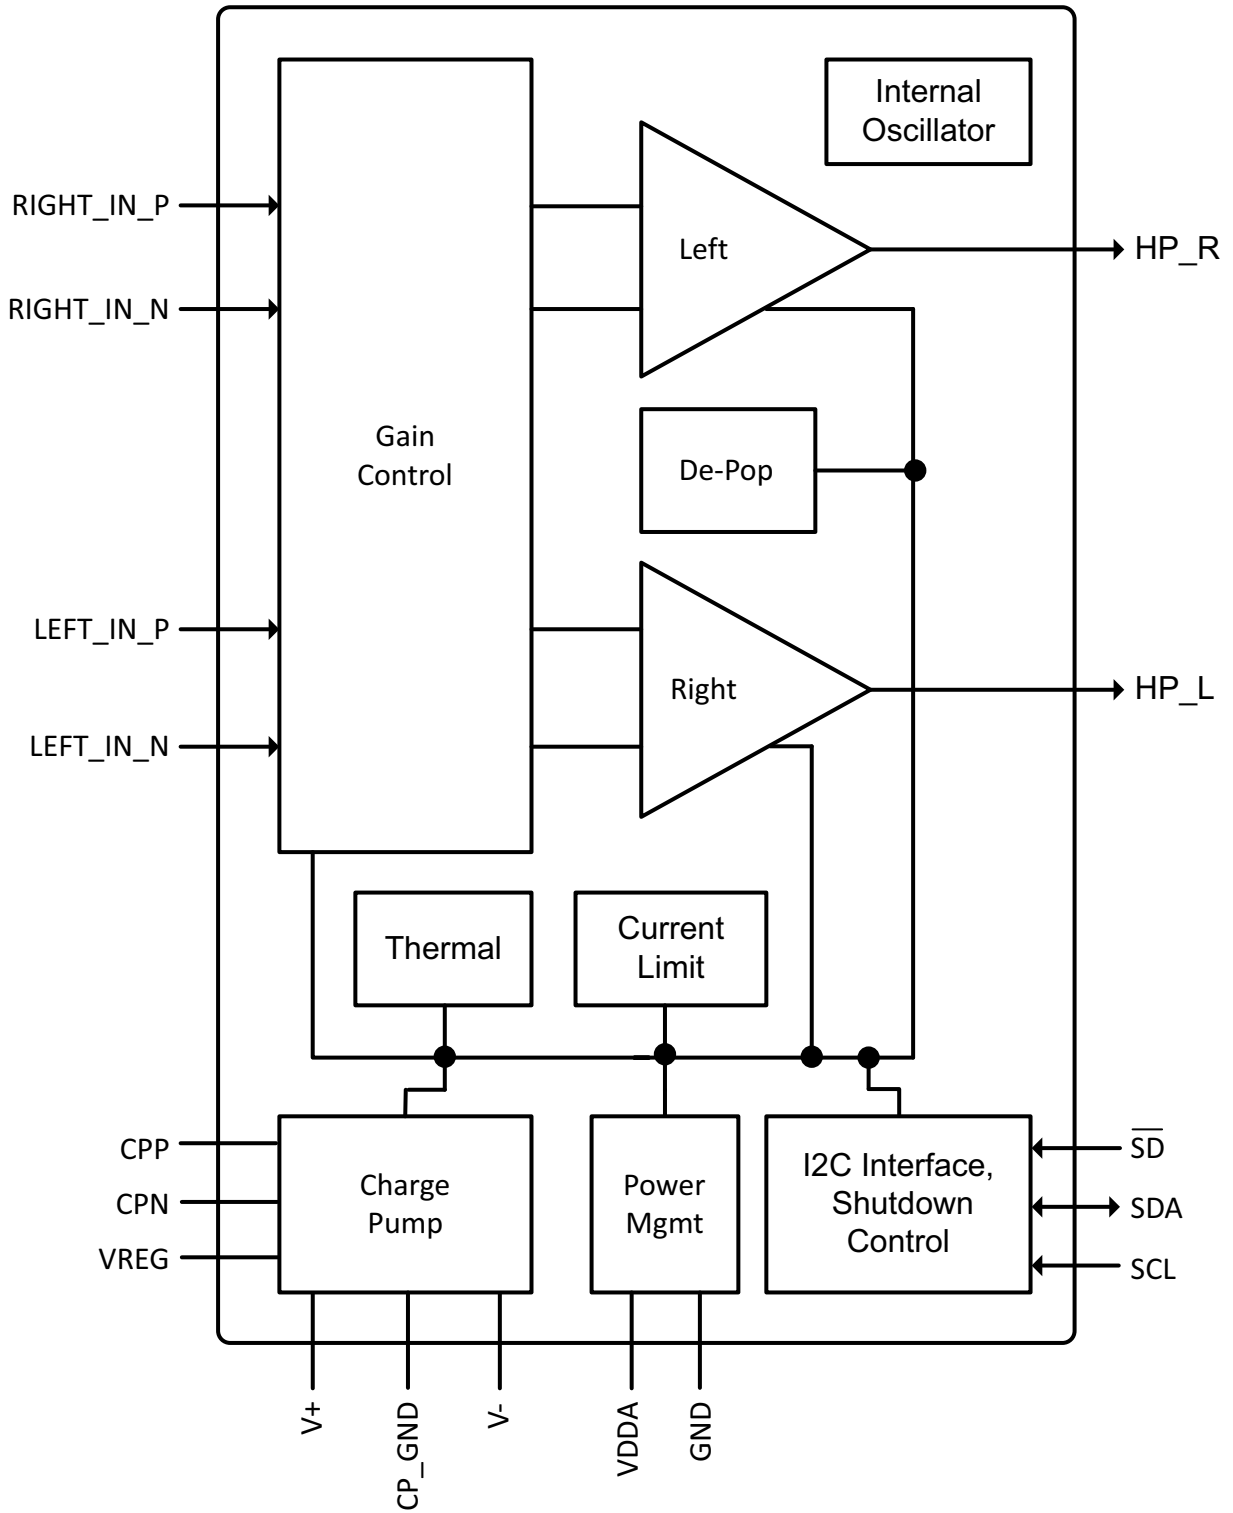 Internal
Oscillator
RIGHT_IN_P
Left
HP_R
RIGHT_IN_N
Gain
Control
De-Pop
LEFT_IN_P
Right
HP_L
LEFT_IN_N
Thermal
Current
Limit
CPP
CPN
VREG
Charge
Pump
Power
Mgmt
I2C Interface,
Shutdown
Control
S̅D̅
SDA
SCL
V+
CP_GND
V-
VDDA
GND